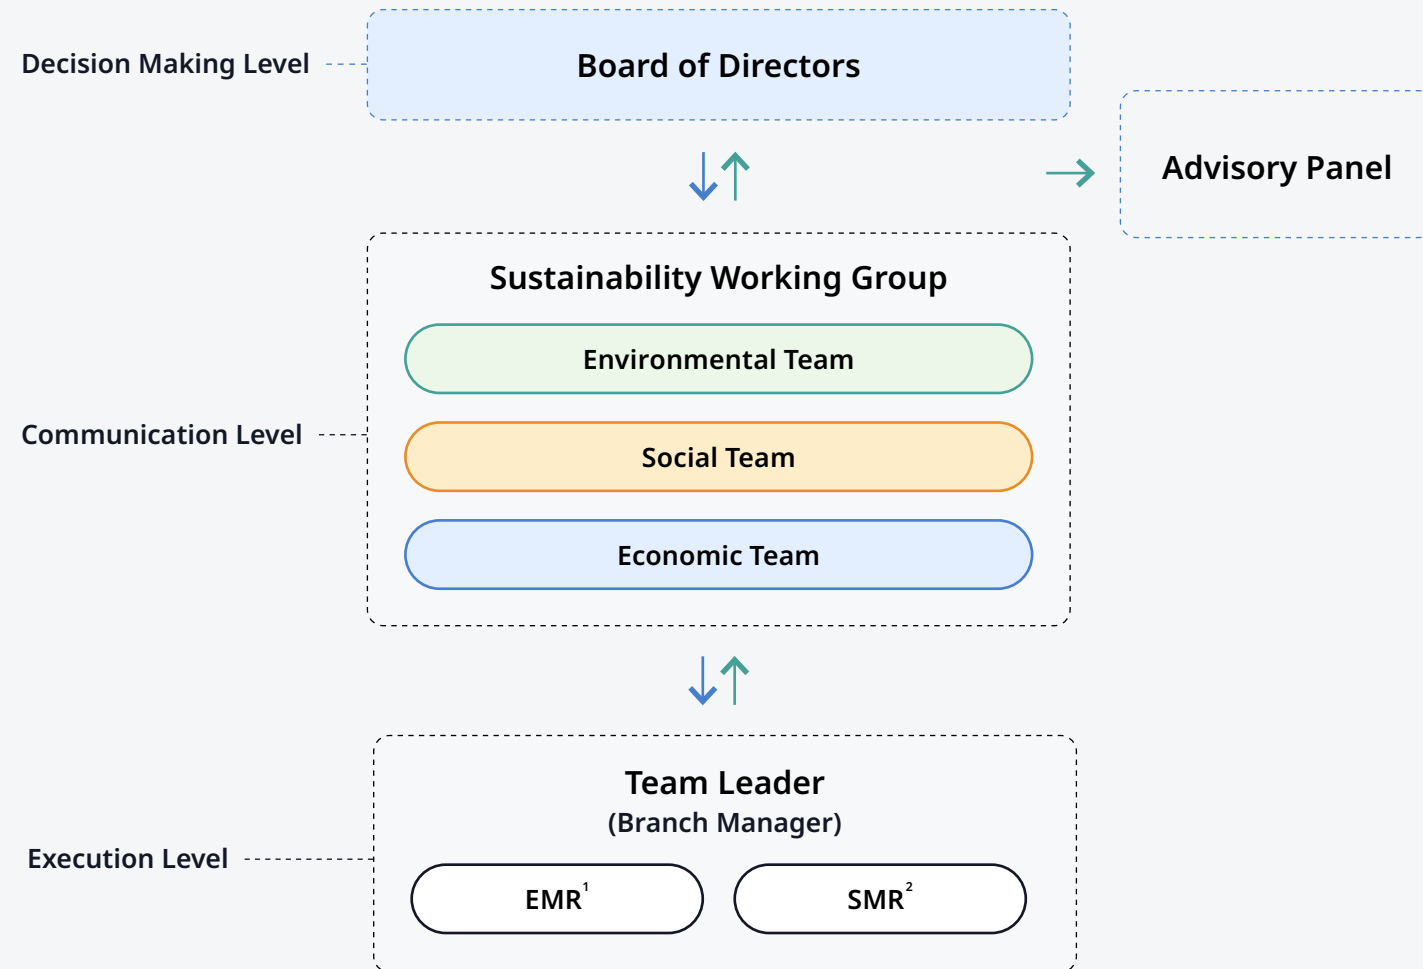 Decision Making Level
Board of Directors
Advisory Panel
Sustainability Working Group
Environmental Team
Communication Level
Social Team
Economic Team
Team Leader
(Branch Manager)
Execution Level
EMR¹
SMR²